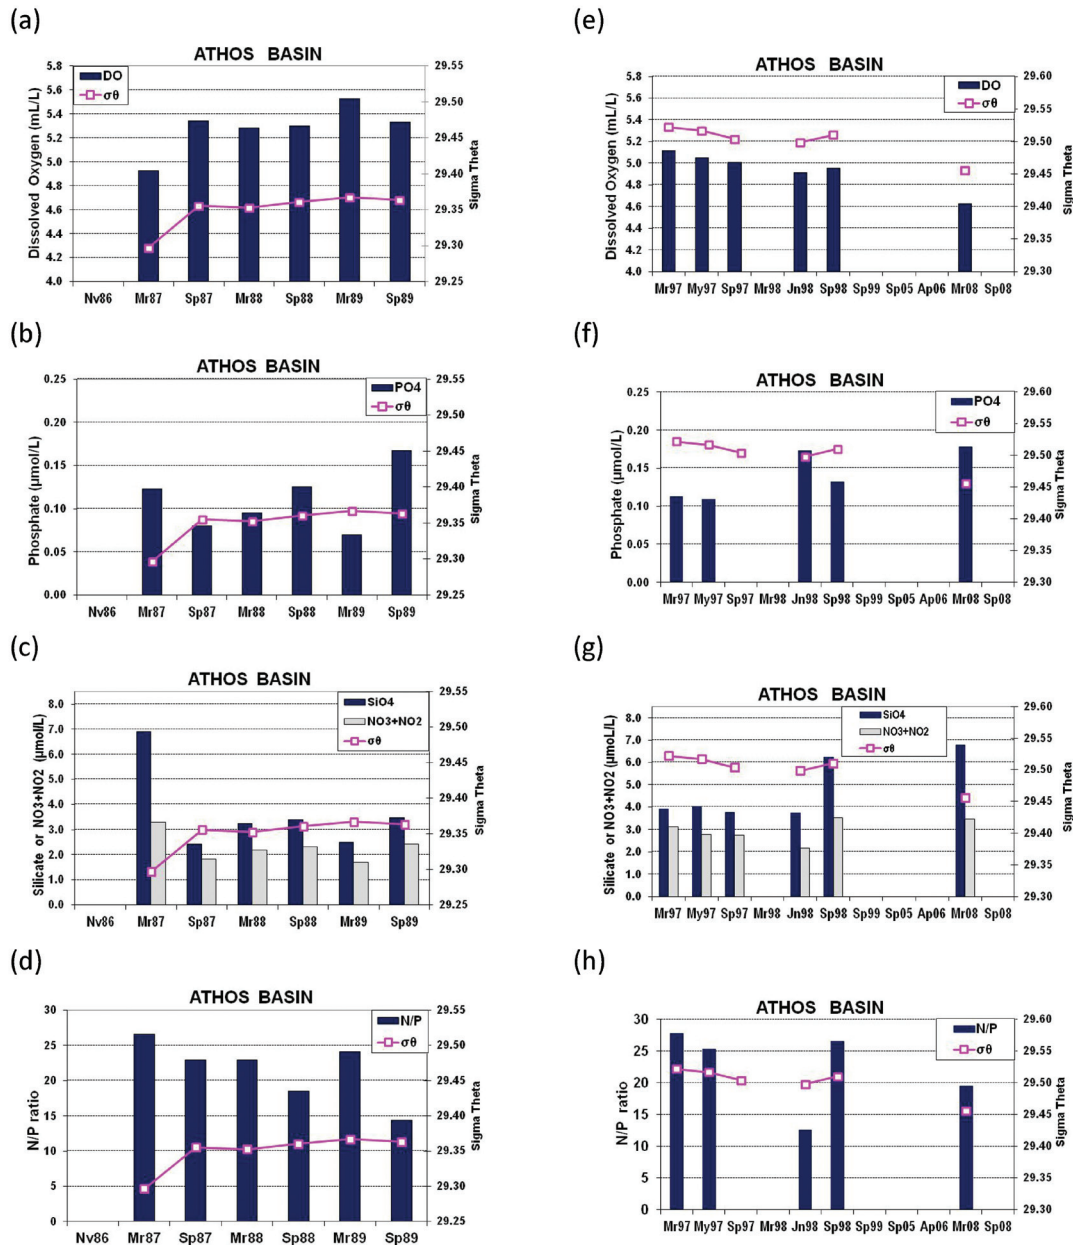 (a)
ATHOS BASIN
DO
σθ
Dissolved Oxygen (mL/L)
5.8
5.6
5.4
5.2
5.0
4.8
4.6
4.4
4.2
4.0
29.55
29.50
29.45
29.40
29.35
29.30
29.25
Sigma Theta
Nv86 Mr87 Sp87 Mr88 Sp88 Mr89 Sp89
(e)
ATHOS BASIN
DO
σθ
Dissolved Oxygen (mL/L)
5.8
5.6
5.4
5.2
5.0
4.8
4.6
4.4
4.2
4.0
29.60
29.55
29.50
29.45
29.40
29.35
29.30
Sigma Theta
Mr97 My97 Sp97 Mr98 Jn98 Sp98 Sp99 Sp05 Ap06 Mr08 Sp08
(b)
ATHOS BASIN
PO4
σθ
Phosphate (µmol/L)
0.25
0.20
0.15
0.10
0.05
0.00
29.55
29.50
29.45
29.40
29.35
29.30
29.25
Sigma Theta
Nv86 Mr87 Sp87 Mr88 Sp88 Mr89 Sp89
(f)
ATHOS BASIN
PO4
σθ
Phosphate (µmol/L)
0.25
0.20
0.15
0.10
0.05
0.00
29.60
29.55
29.50
29.45
29.40
29.35
29.30
Sigma Theta
Mr97 My97 Sp97 Mr98 Jn98 Sp98 Sp99 Sp05 Ap06 Mr08 Sp08
(c)
ATHOS BASIN
SiO4
NO3+NO2
σθ
Silicate or NO3+NO2 (µmol/L)
8.0
7.0
6.0
5.0
4.0
3.0
2.0
1.0
0.0
29.55
29.50
29.45
29.40
29.35
29.30
29.25
Sigma Theta
Nv86 Mr87 Sp87 Mr88 Sp88 Mr89 Sp89
(g)
ATHOS BASIN
SiO4
NO3+NO2
σθ
Silicate or NO3+NO2 (µmoL/L)
8.0
7.0
6.0
5.0
4.0
3.0
2.0
1.0
0.0
29.60
29.55
29.50
29.45
29.40
29.35
29.30
Sigma Theta
Mr97 My97 Sp97 Mr98 Jn98 Sp98 Sp99 Sp05 Ap06 Mr08 Sp08
(d)
ATHOS BASIN
N/P
σθ
N/P ratio
30
25
20
15
10
5
0
29.55
29.50
29.45
29.40
29.35
29.30
29.25
Sigma Theta
Nv86 Mr87 Sp87 Mr88 Sp88 Mr89 Sp89
(h)
ATHOS BASIN
N/P
σθ
N/P ratio
30
25
20
15
10
5
0
29.60
29.55
29.50
29.45
29.40
29.35
29.30
Sigma Theta
Mr97 My97 Sp97 Mr98 Jn98 Sp98 Sp99 Sp05 Ap06 Mr08 Sp08